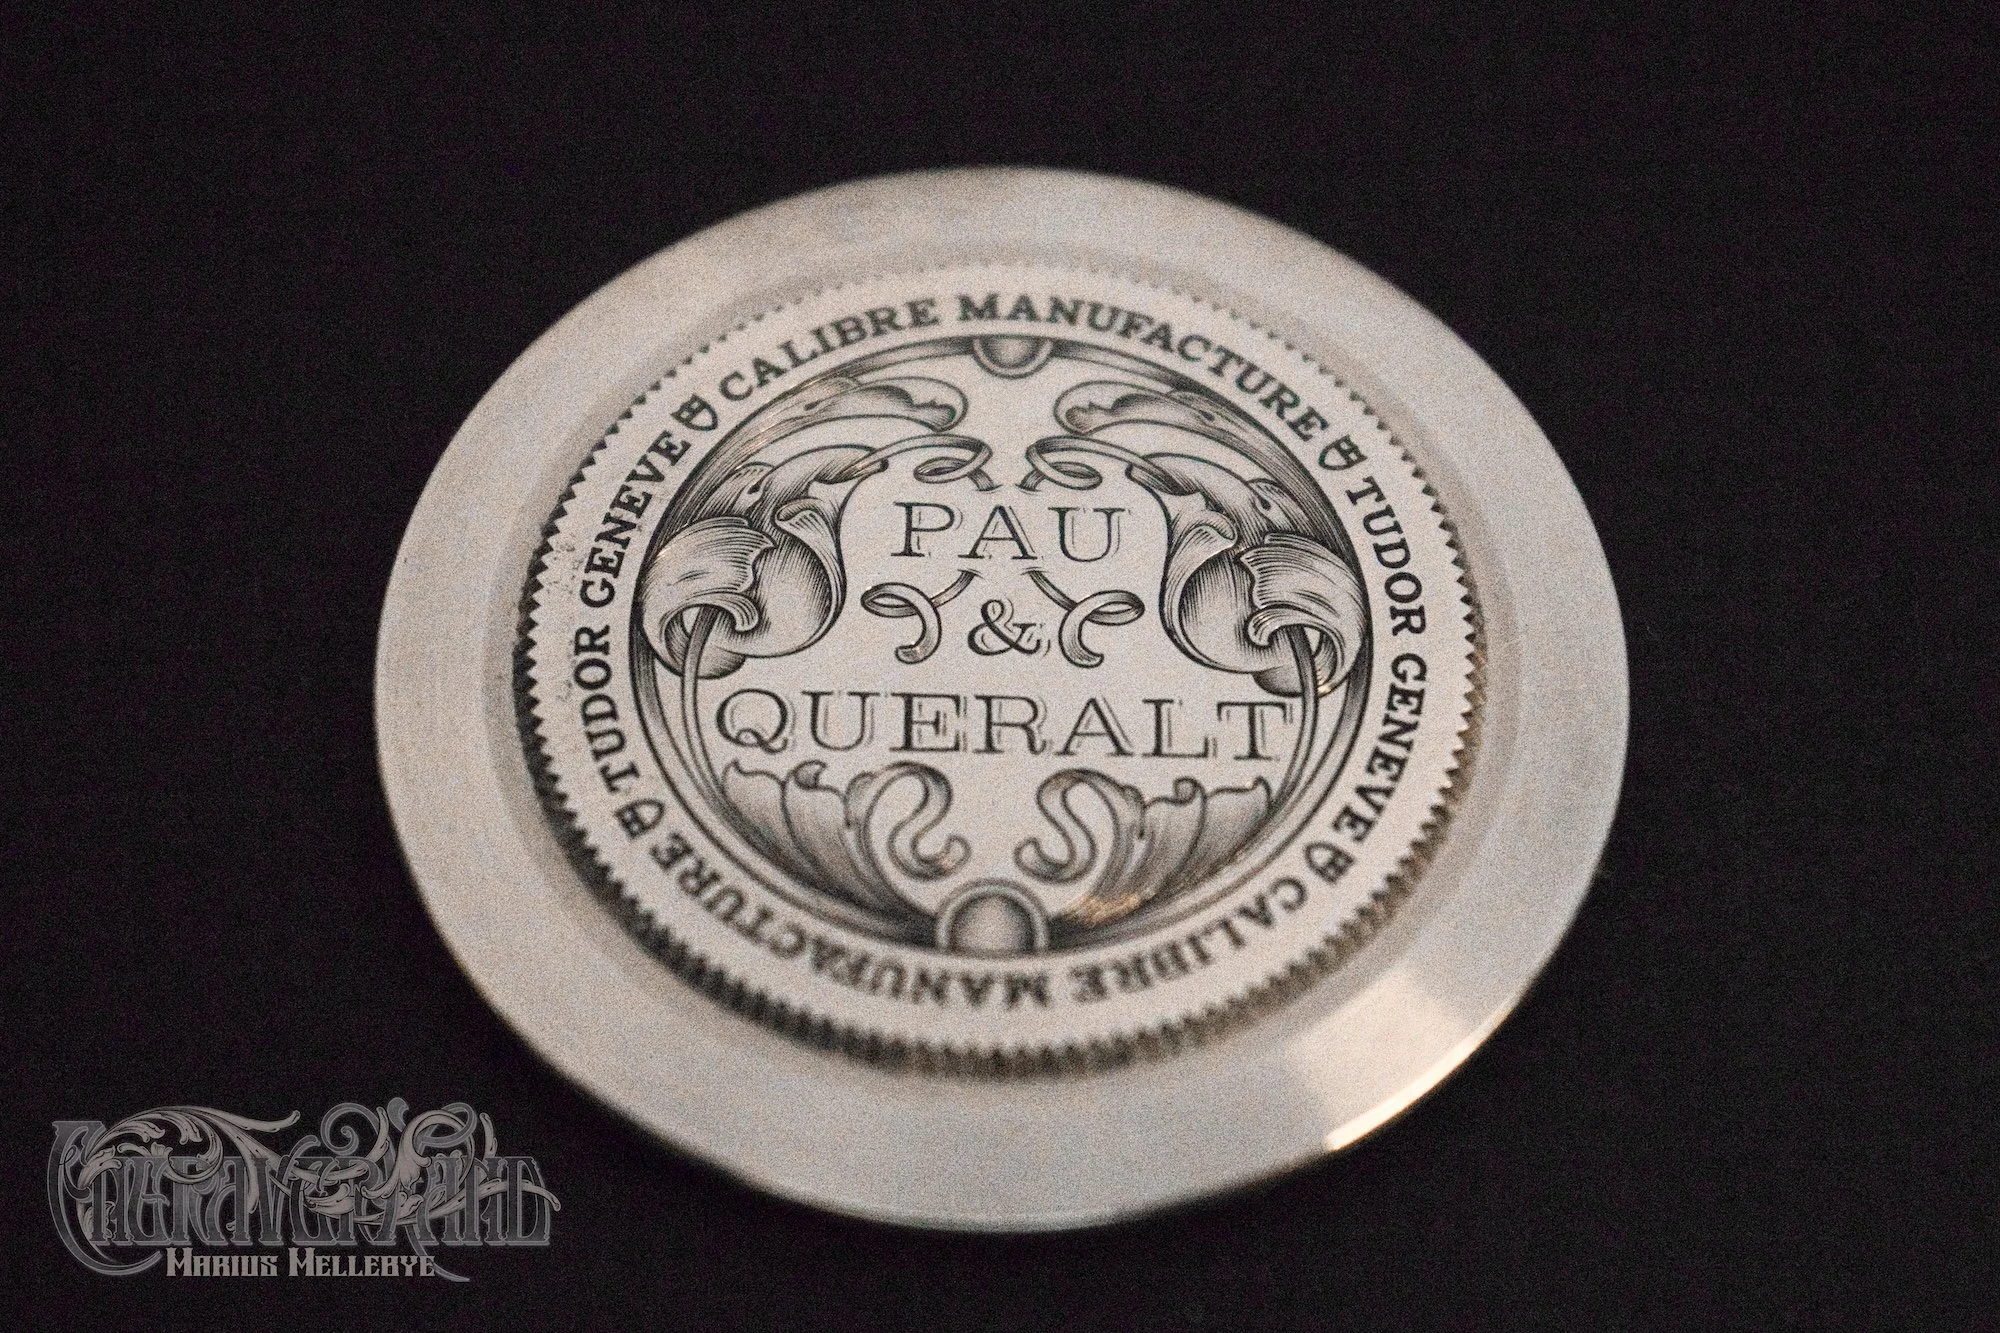 CALIBRE MANUFACTURE
TUDOR GENEVE
CALIBRE MANUFACTURE
TUDOR GENEVE
PAU
&
QUERALT
MARIUS MELLEBYE